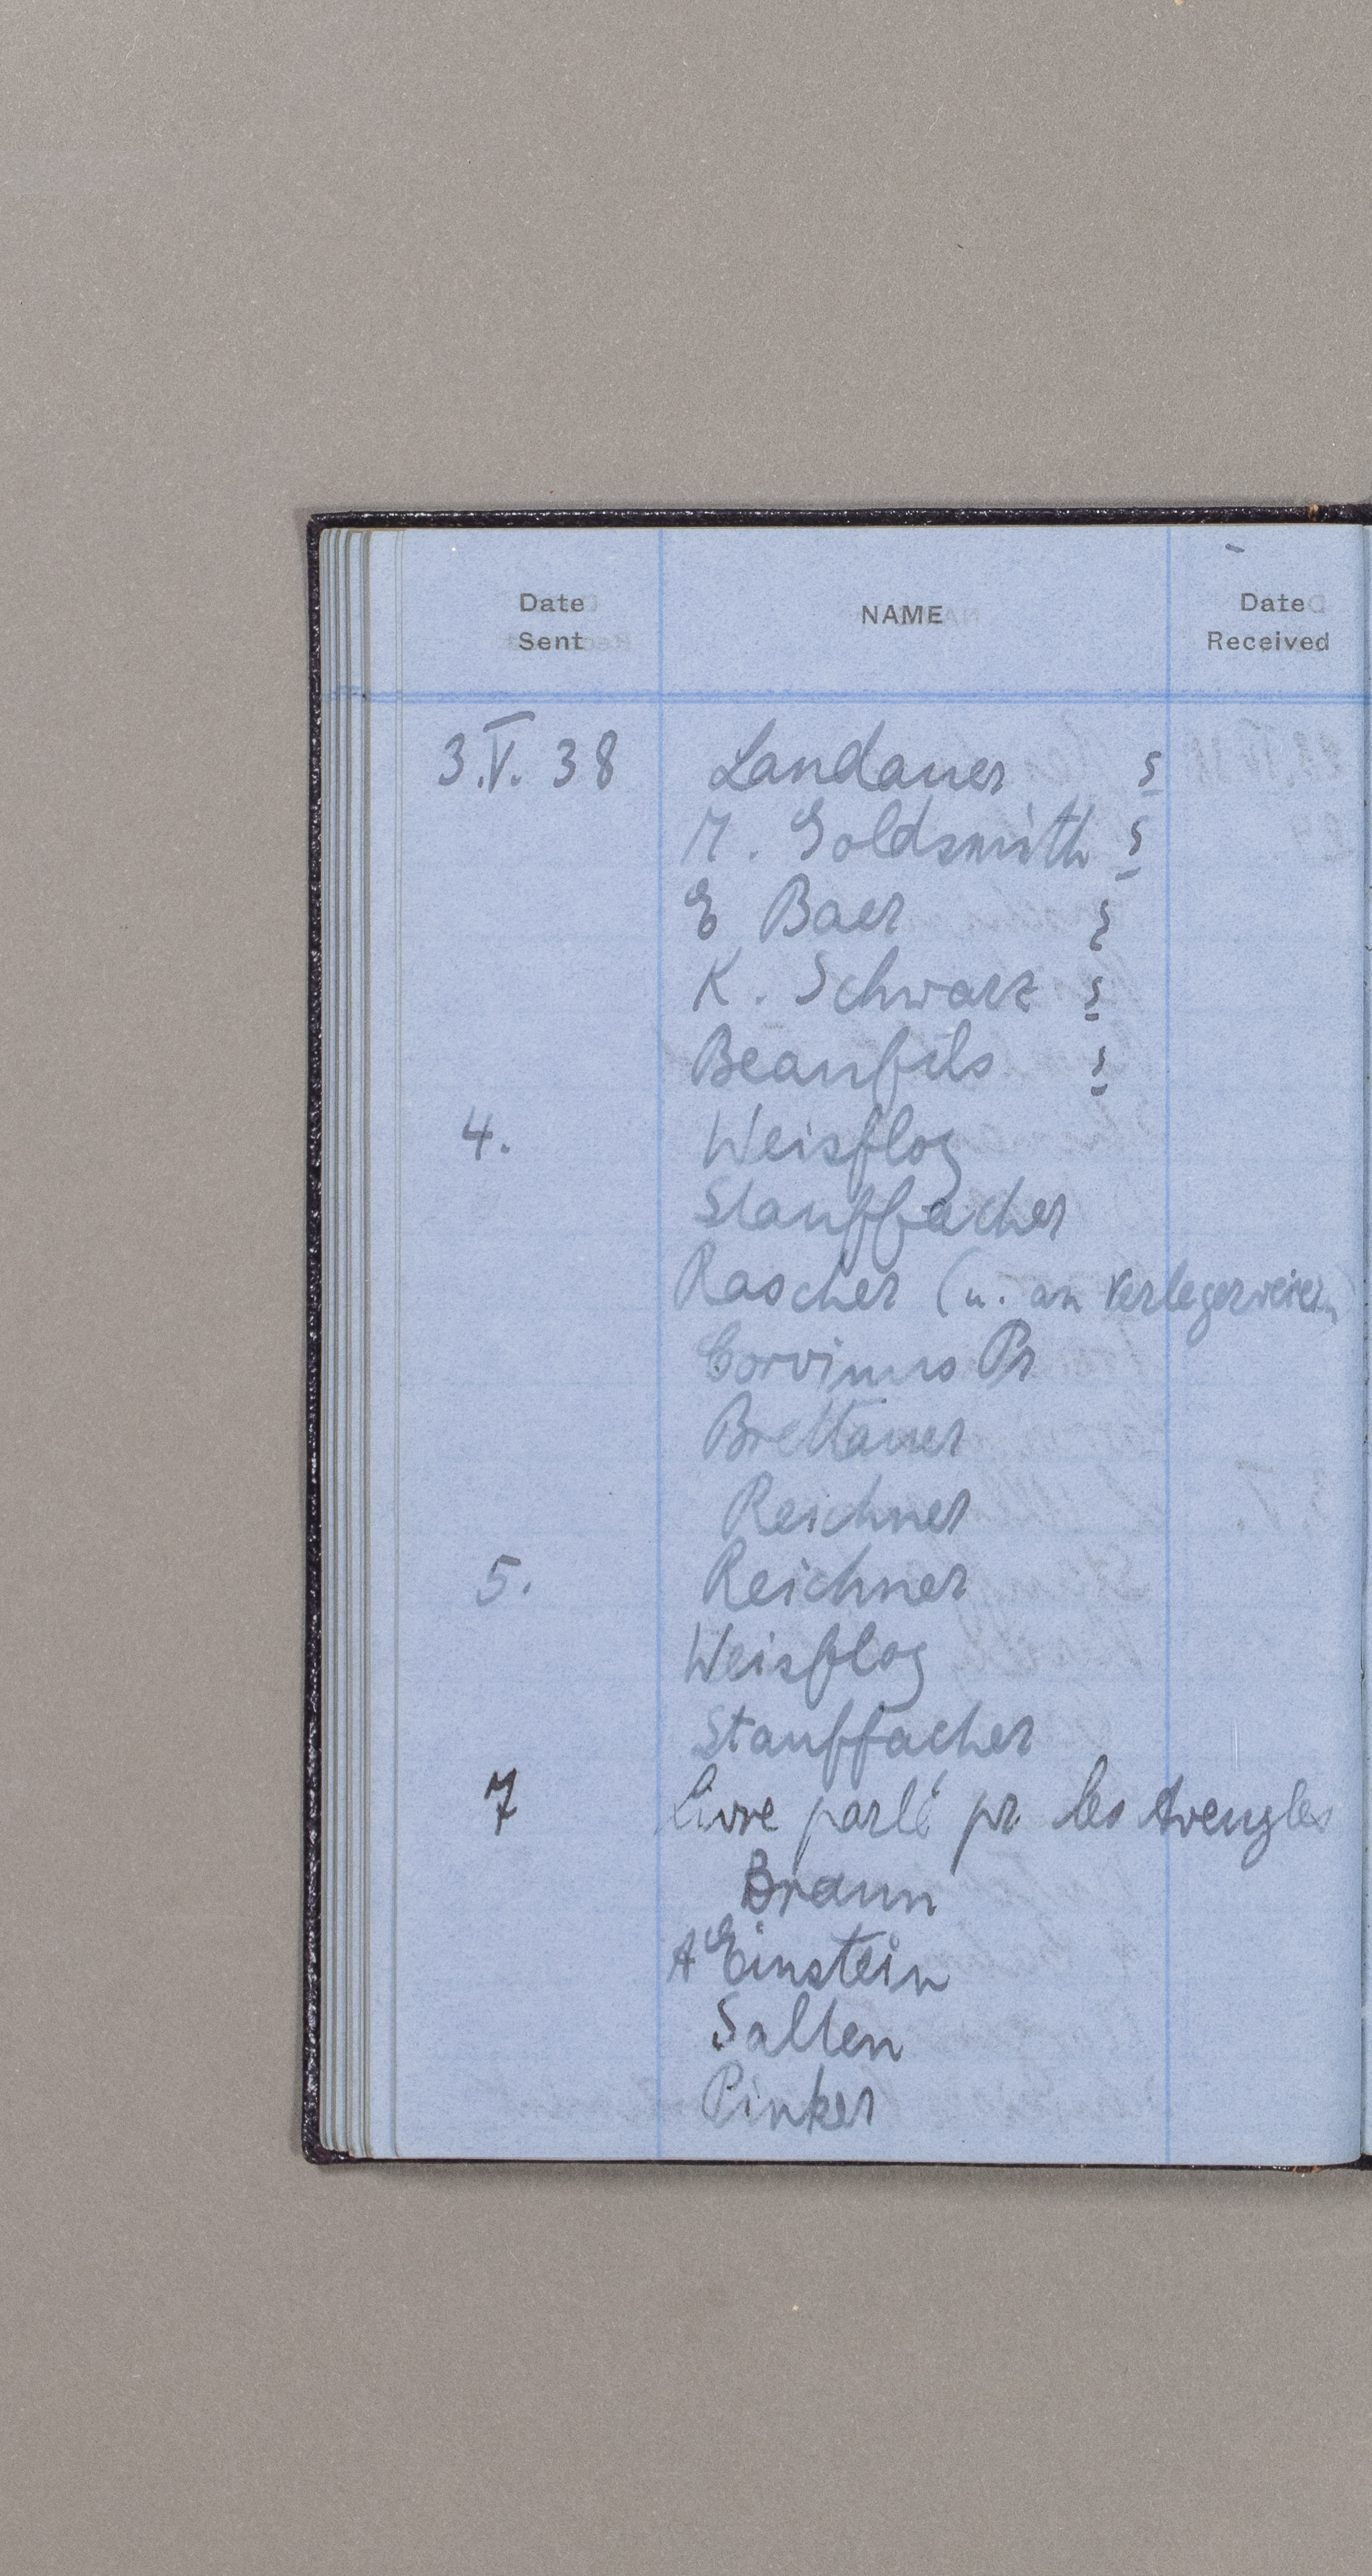 Date Sent NAME Date Received
3.V.38 Landauer s
M. Goldsmith s
E Baer s
K. Schwarz s
Beaufils s
4. Weisflog
Stauffacher
Rascher (u. an Verlegerverein
Corvinus Pr
Brettauer
Reichner
5. Reichner
Weisflog
Stauffacher
7 Livre parlé pr les Aveugles
Braun
A Einstein
Salten
Pinker